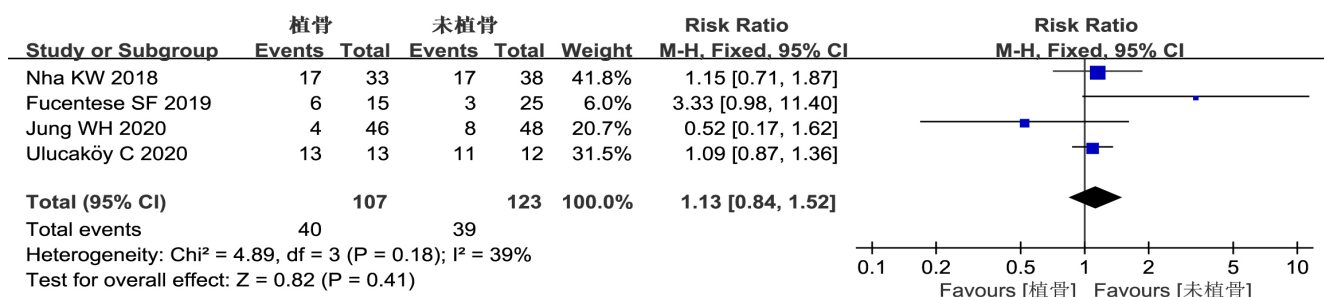 植骨 未植骨 Risk Ratio Risk Ratio
Study or Subgroup Events Total Events Total Weight M-H, Fixed, 95% CI M-H, Fixed, 95% CI
Nha KW 2018 17 33 17 38 41.8% 1.15 [0.71, 1.87]
Fucentese SF 2019 6 15 3 25 6.0% 3.33 [0.98, 11.40]
Jung WH 2020 4 46 8 48 20.7% 0.52 [0.17, 1.62]
Ulucaköy C 2020 13 13 11 12 31.5% 1.09 [0.87, 1.36]
Total (95% CI) 107 123 100.0% 1.13 [0.84, 1.52]
Total events 40 39
Heterogeneity: Chi² = 4.89, df = 3 (P = 0.18); I² = 39%
Test for overall effect: Z = 0.82 (P = 0.41)
0.1 0.2 0.5 1 2 5 10
Favours [植骨] Favours [未植骨]